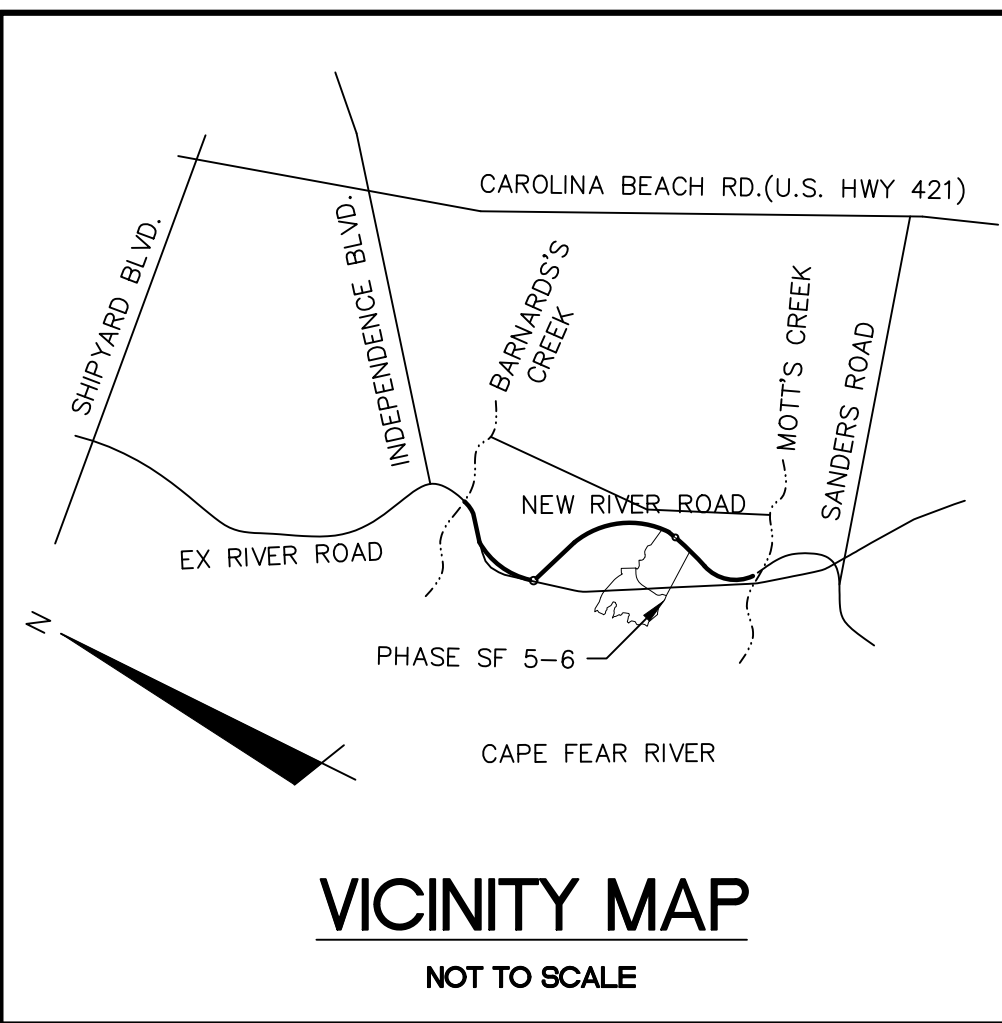 CAROLINA BEACH RD.(U.S. HWY 421)
SHIPYARD BLVD.
INDEPENDENCE BLVD.
BARNARDS'S
CREEK
MOTT'S CREEK
SANDERS ROAD
NEW RIVER ROAD
EX RIVER ROAD
N
PHASE SF 5-6
CAPE FEAR RIVER
VICINITY MAP
NOT TO SCALE